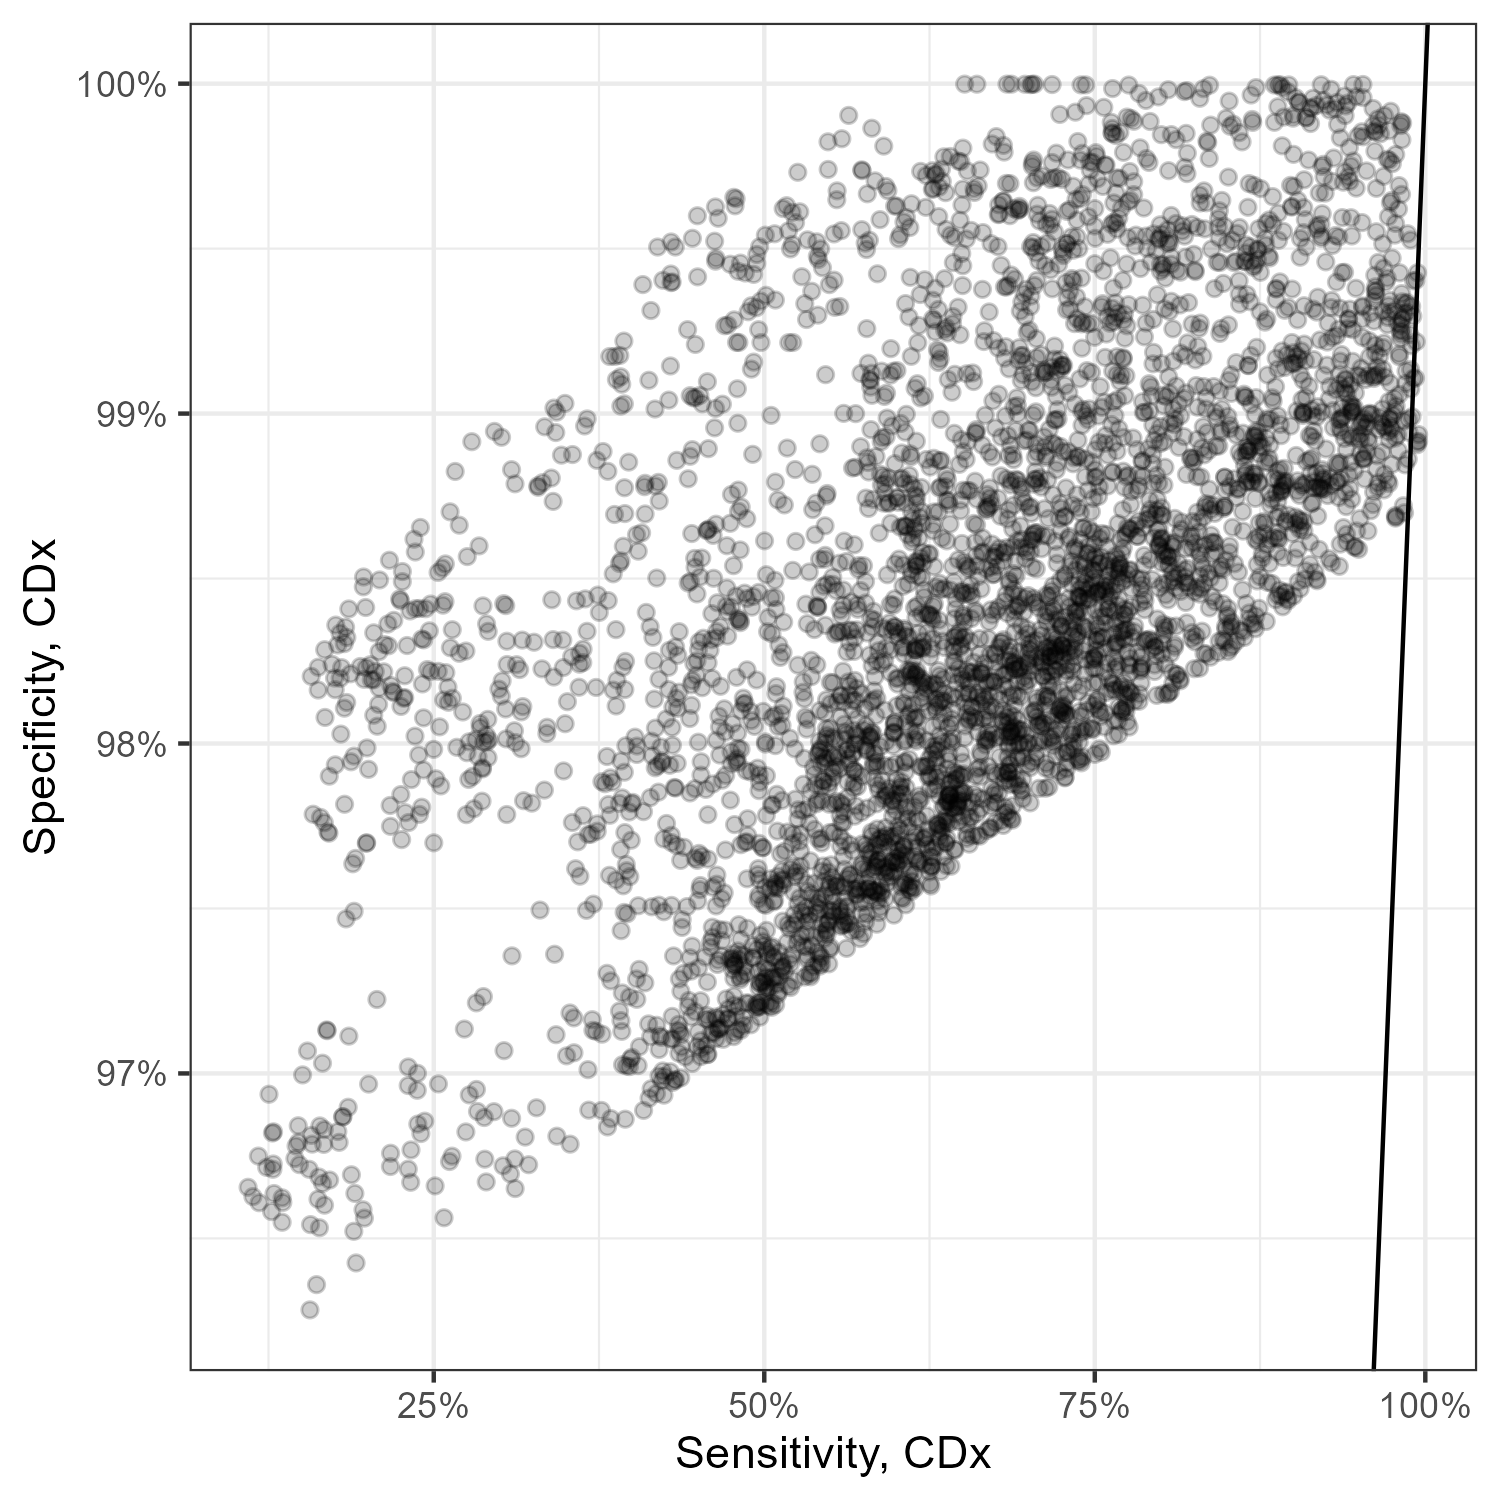 100%
99%
98%
97%
Specificity, CDx
25% 50% 75% 100%
Sensitivity, CDx